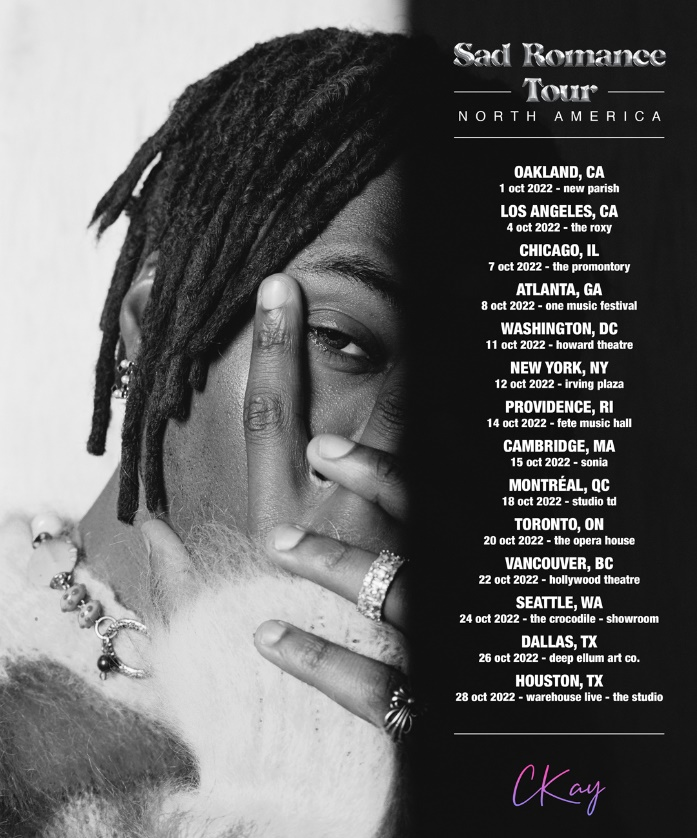 Sad Romance
Tour
NORTH AMERICA
OAKLAND, CA
1 oct 2022 - new parish
LOS ANGELES, CA
4 oct 2022 - the roxy
CHICAGO, IL
7 oct 2022 - the promontory
ATLANTA, GA
8 oct 2022 - one music festival
WASHINGTON, DC
11 oct 2022 - howard theatre
NEW YORK, NY
12 oct 2022 - irving plaza
PROVIDENCE, RI
14 oct 2022 - fete music hall
CAMBRIDGE, MA
15 oct 2022 - sonia
MONTRÉAL, QC
18 oct 2022 - studio td
TORONTO, ON
20 oct 2022 - the opera house
VANCOUVER, BC
22 oct 2022 - hollywood theatre
SEATTLE, WA
24 oct 2022 - the crocodile - showroom
DALLAS, TX
26 oct 2022 - deep ellum art co.
HOUSTON, TX
28 oct 2022 - warehouse live - the studio
CKay